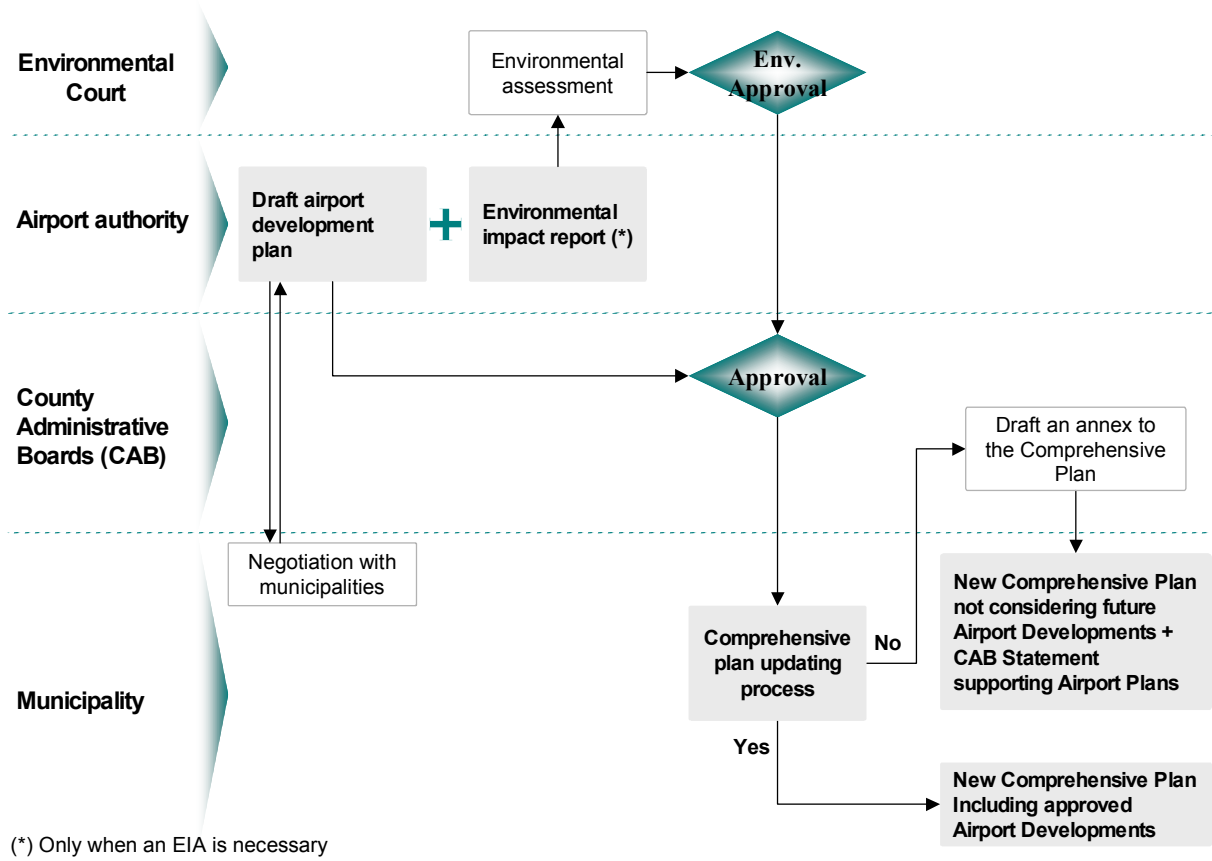 Environmental
Court
Environmental
assessment
Env.
Approval
Airport authority
Draft airport
development
plan
+
Environmental
impact report (*)
County
Administrative
Boards (CAB)
Approval
Draft an annex to
the Comprehensive
Plan
Municipality
Negotiation with
municipalities
Comprehensive
plan updating
process
No
Yes
New Comprehensive Plan
not considering future
Airport Developments +
CAB Statement
supporting Airport Plans
New Comprehensive Plan
Including approved
Airport Developments
(*) Only when an EIA is necessary